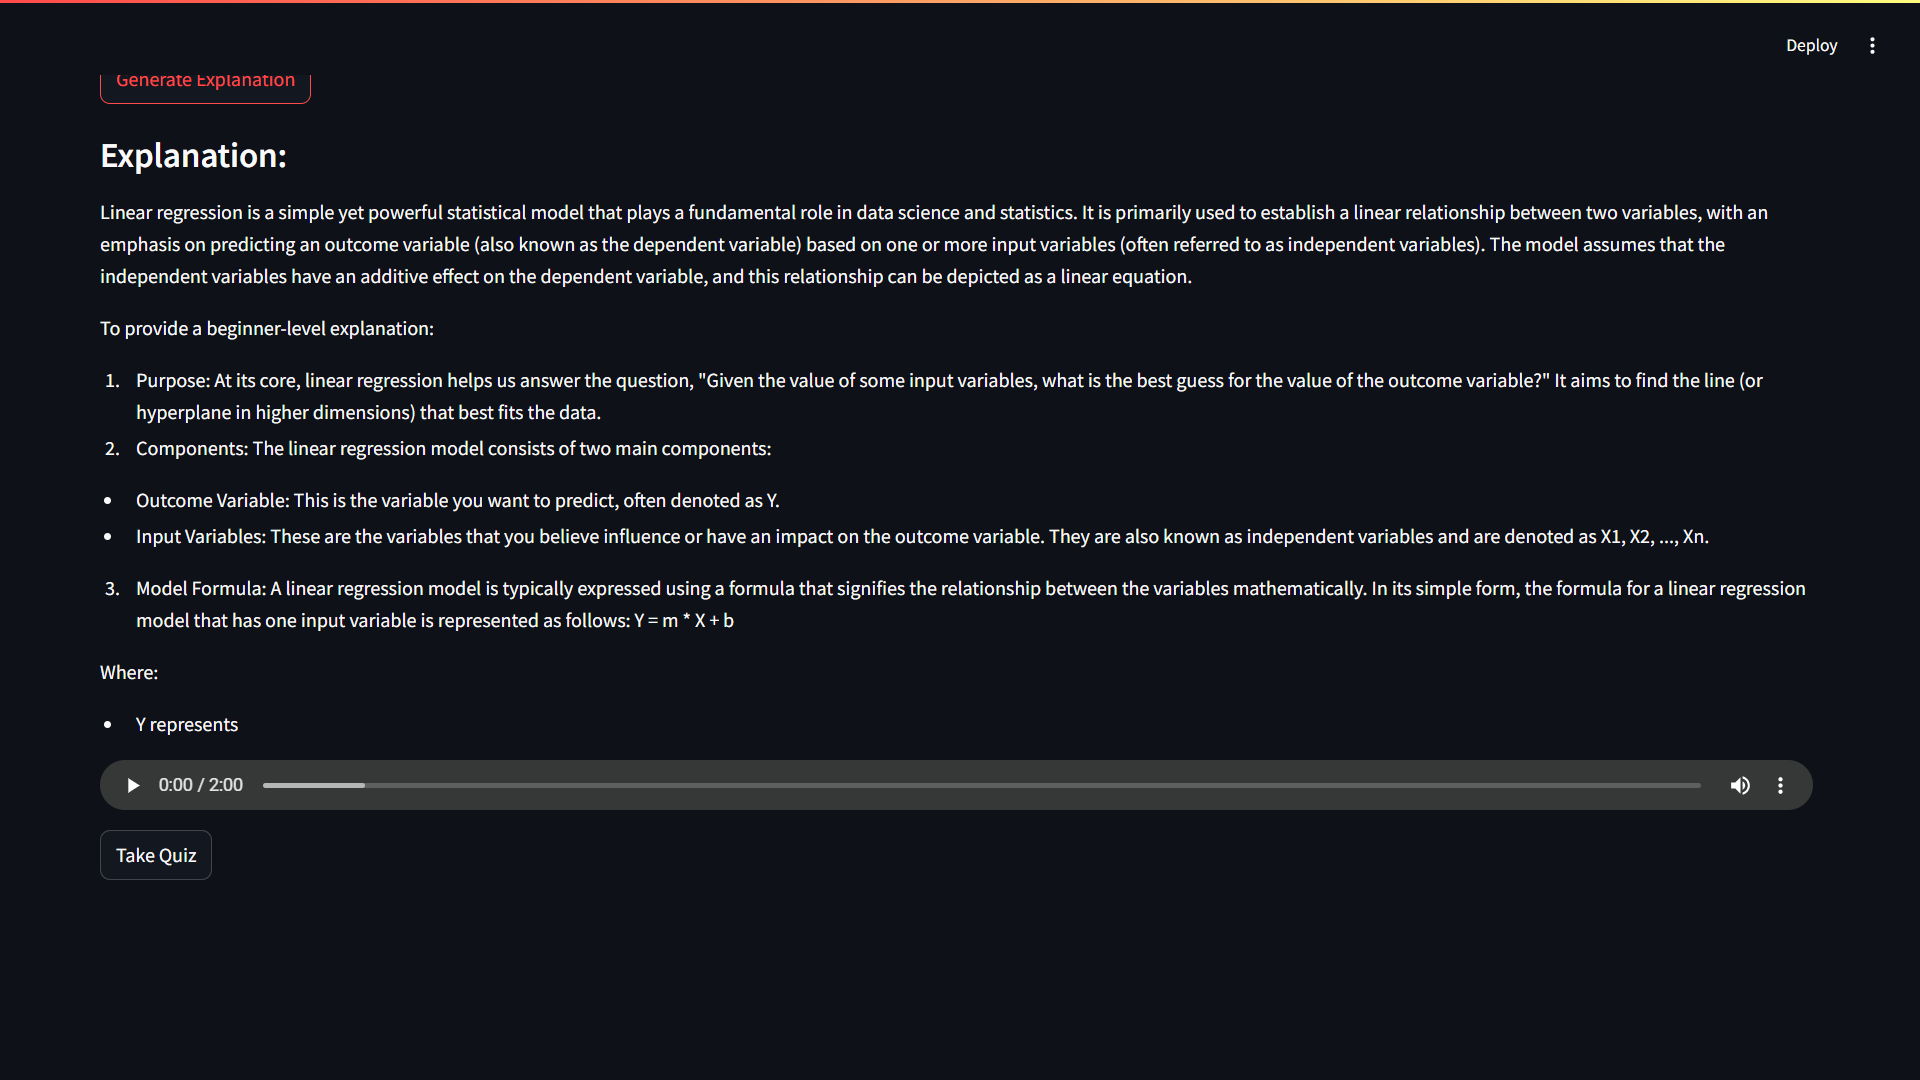 Deploy
Generate Explanation
Explanation:
Linear regression is a simple yet powerful statistical model that plays a fundamental role in data science and statistics. It is primarily used to establish a linear relationship between two variables, with an
emphasis on predicting an outcome variable (also known as the dependent variable) based on one or more input variables (often referred to as independent variables). The model assumes that the
independent variables have an additive effect on the dependent variable, and this relationship can be depicted as a linear equation.
To provide a beginner-level explanation:
1. Purpose: At its core, linear regression helps us answer the question, "Given the value of some input variables, what is the best guess for the value of the outcome variable?" It aims to find the line (or
hyperplane in higher dimensions) that best fits the data.
2. Components: The linear regression model consists of two main components:
• Outcome Variable: This is the variable you want to predict, often denoted as Y.
• Input Variables: These are the variables that you believe influence or have an impact on the outcome variable. They are also known as independent variables and are denoted as X1, X2, ..., Xn.
3. Model Formula: A linear regression model is typically expressed using a formula that signifies the relationship between the variables mathematically. In its simple form, the formula for a linear regression
model that has one input variable is represented as follows: Y = m * X + b
Where:
• Y represents
0:00 / 2:00
Take Quiz